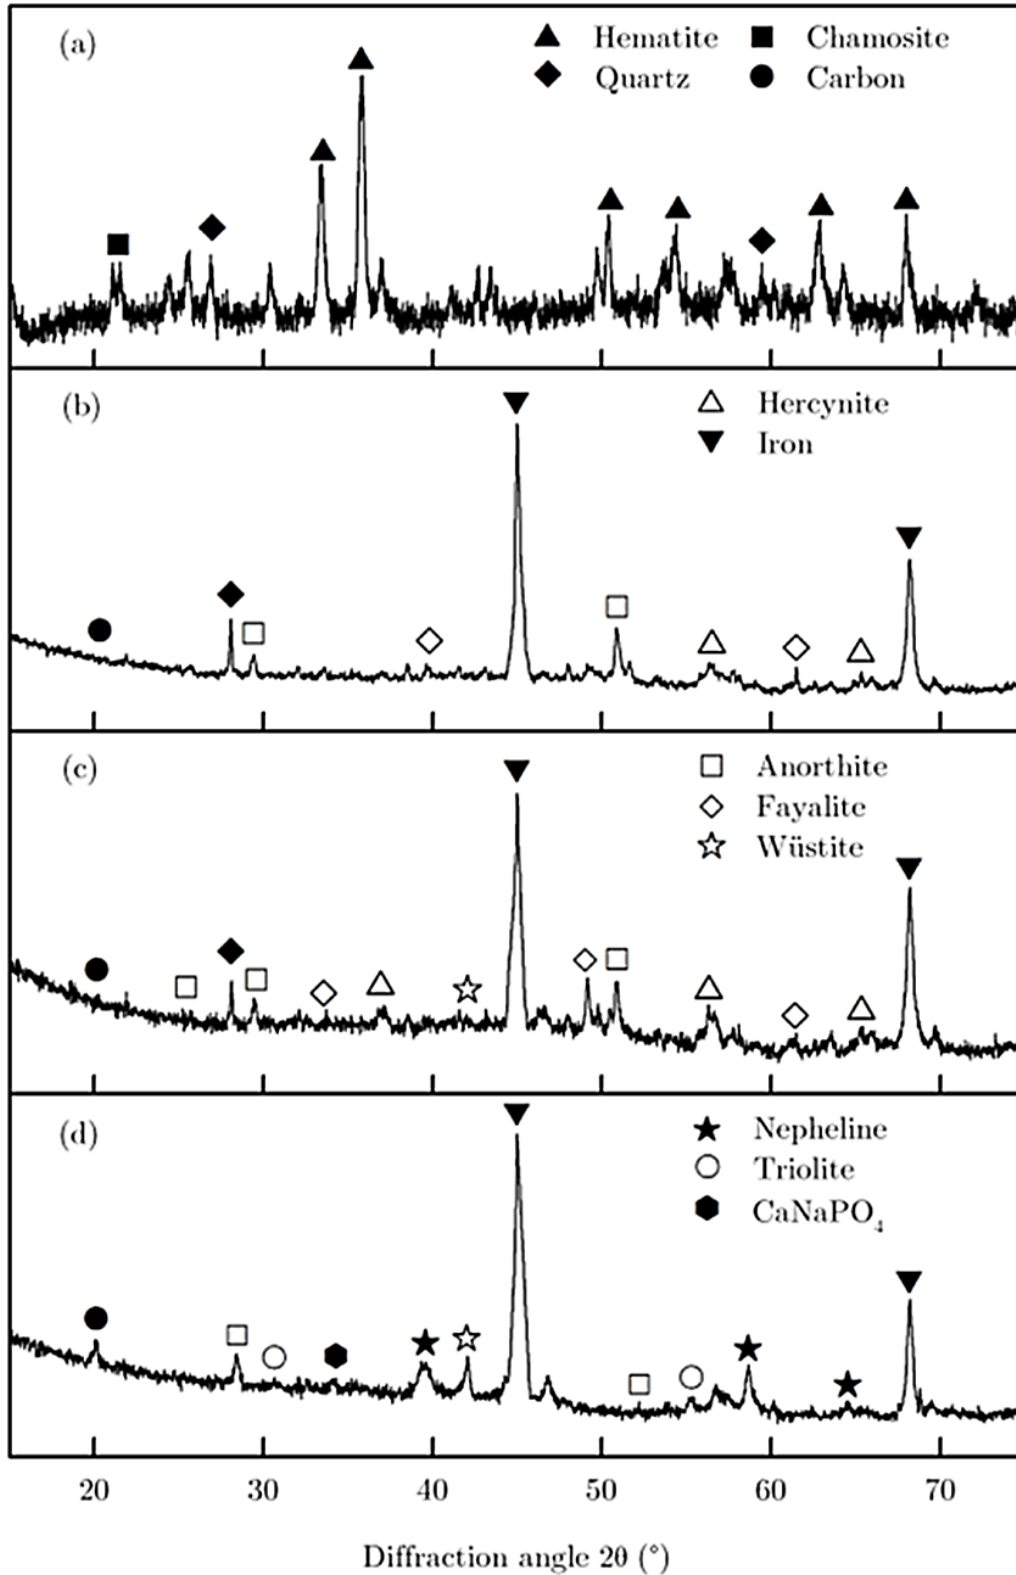 (a)
Hematite Chamosite
Quartz Carbon
(b)
Hercynite
Iron
(c)
Anorthite
Fayalite
Wüstite
(d)
Nepheline
Triolite
CaNaPO₄
20 30 40 50 60 70
Diffraction angle 2θ (°)